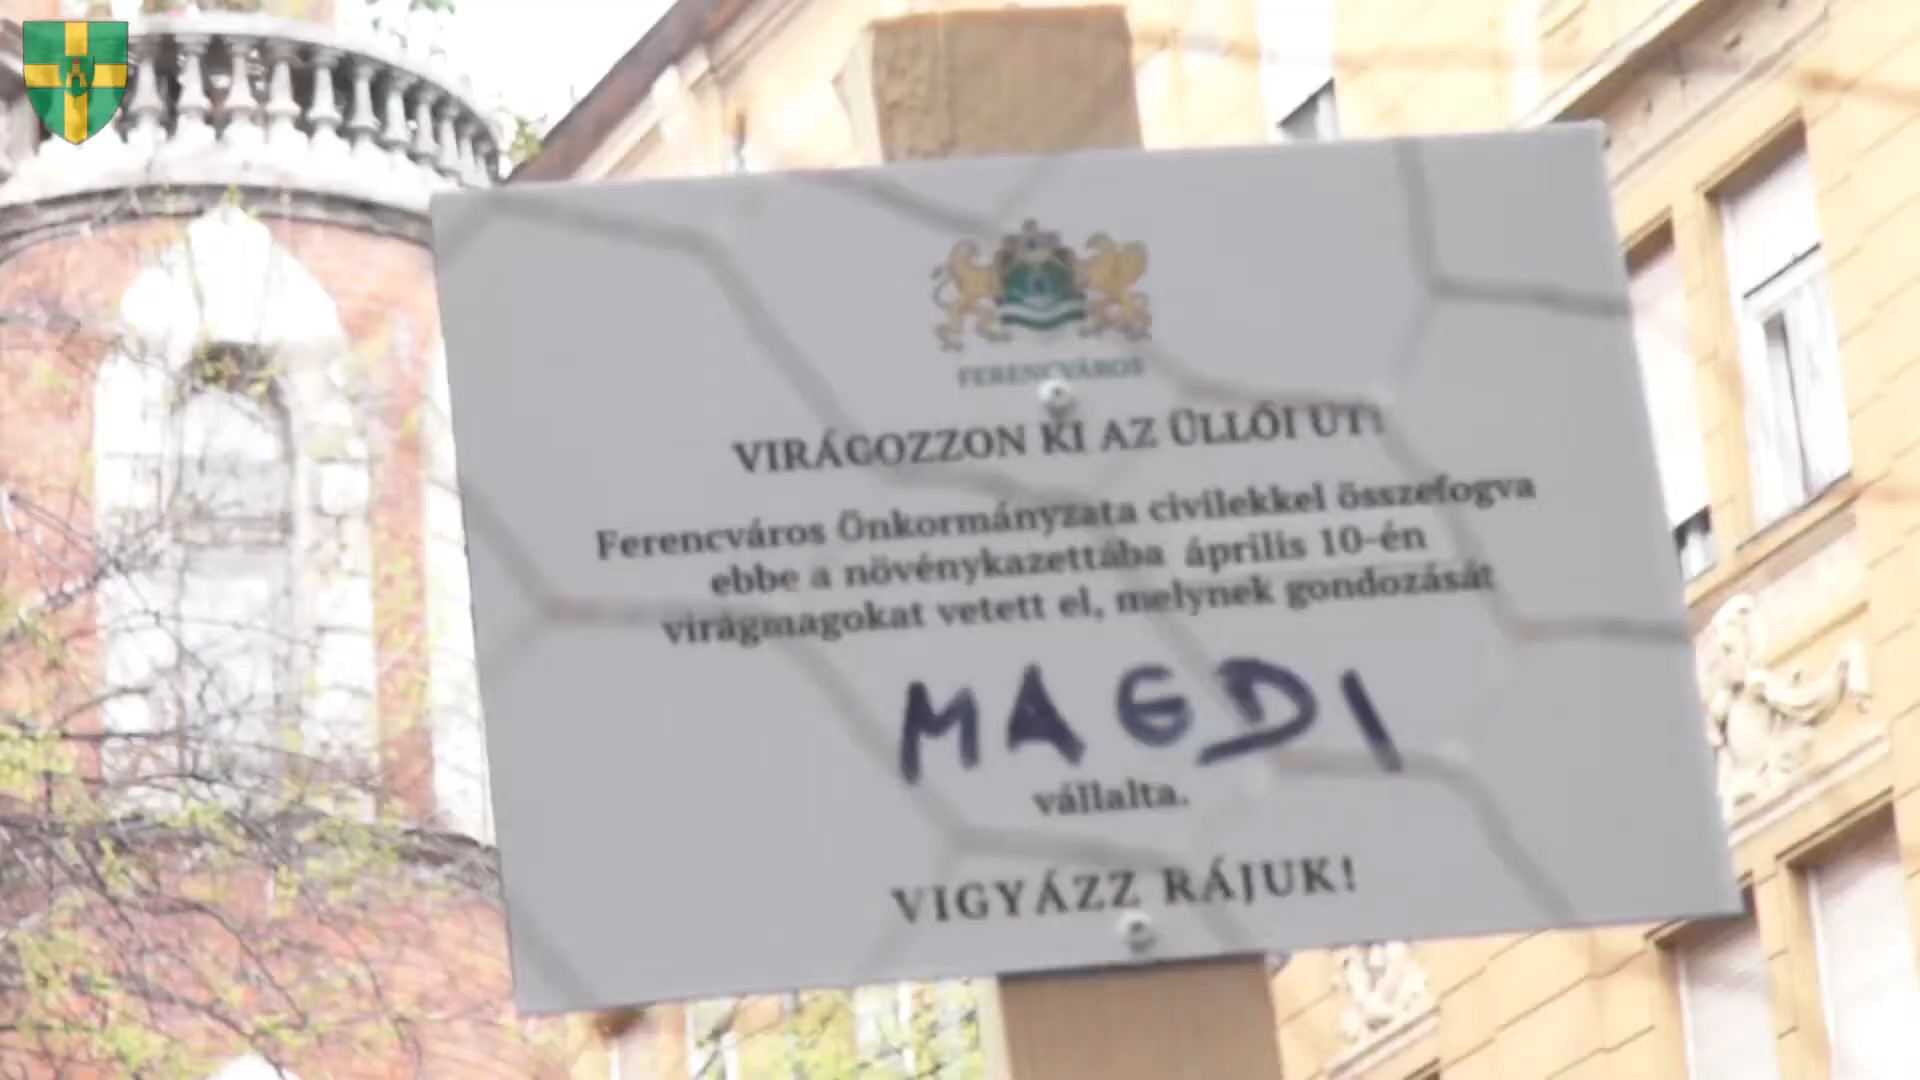 FERENCVÁROS
VIRÁGOZZON KI AZ ÜLLŐI ÚT!
Ferencváros Önkormányzata civilekkel összefogva
ebbe a növénykazettába április 10-én
virágmagokat vetett el, melynek gondozását
MAGDI
vállalta.
VIGYÁZZ RÁJUK!